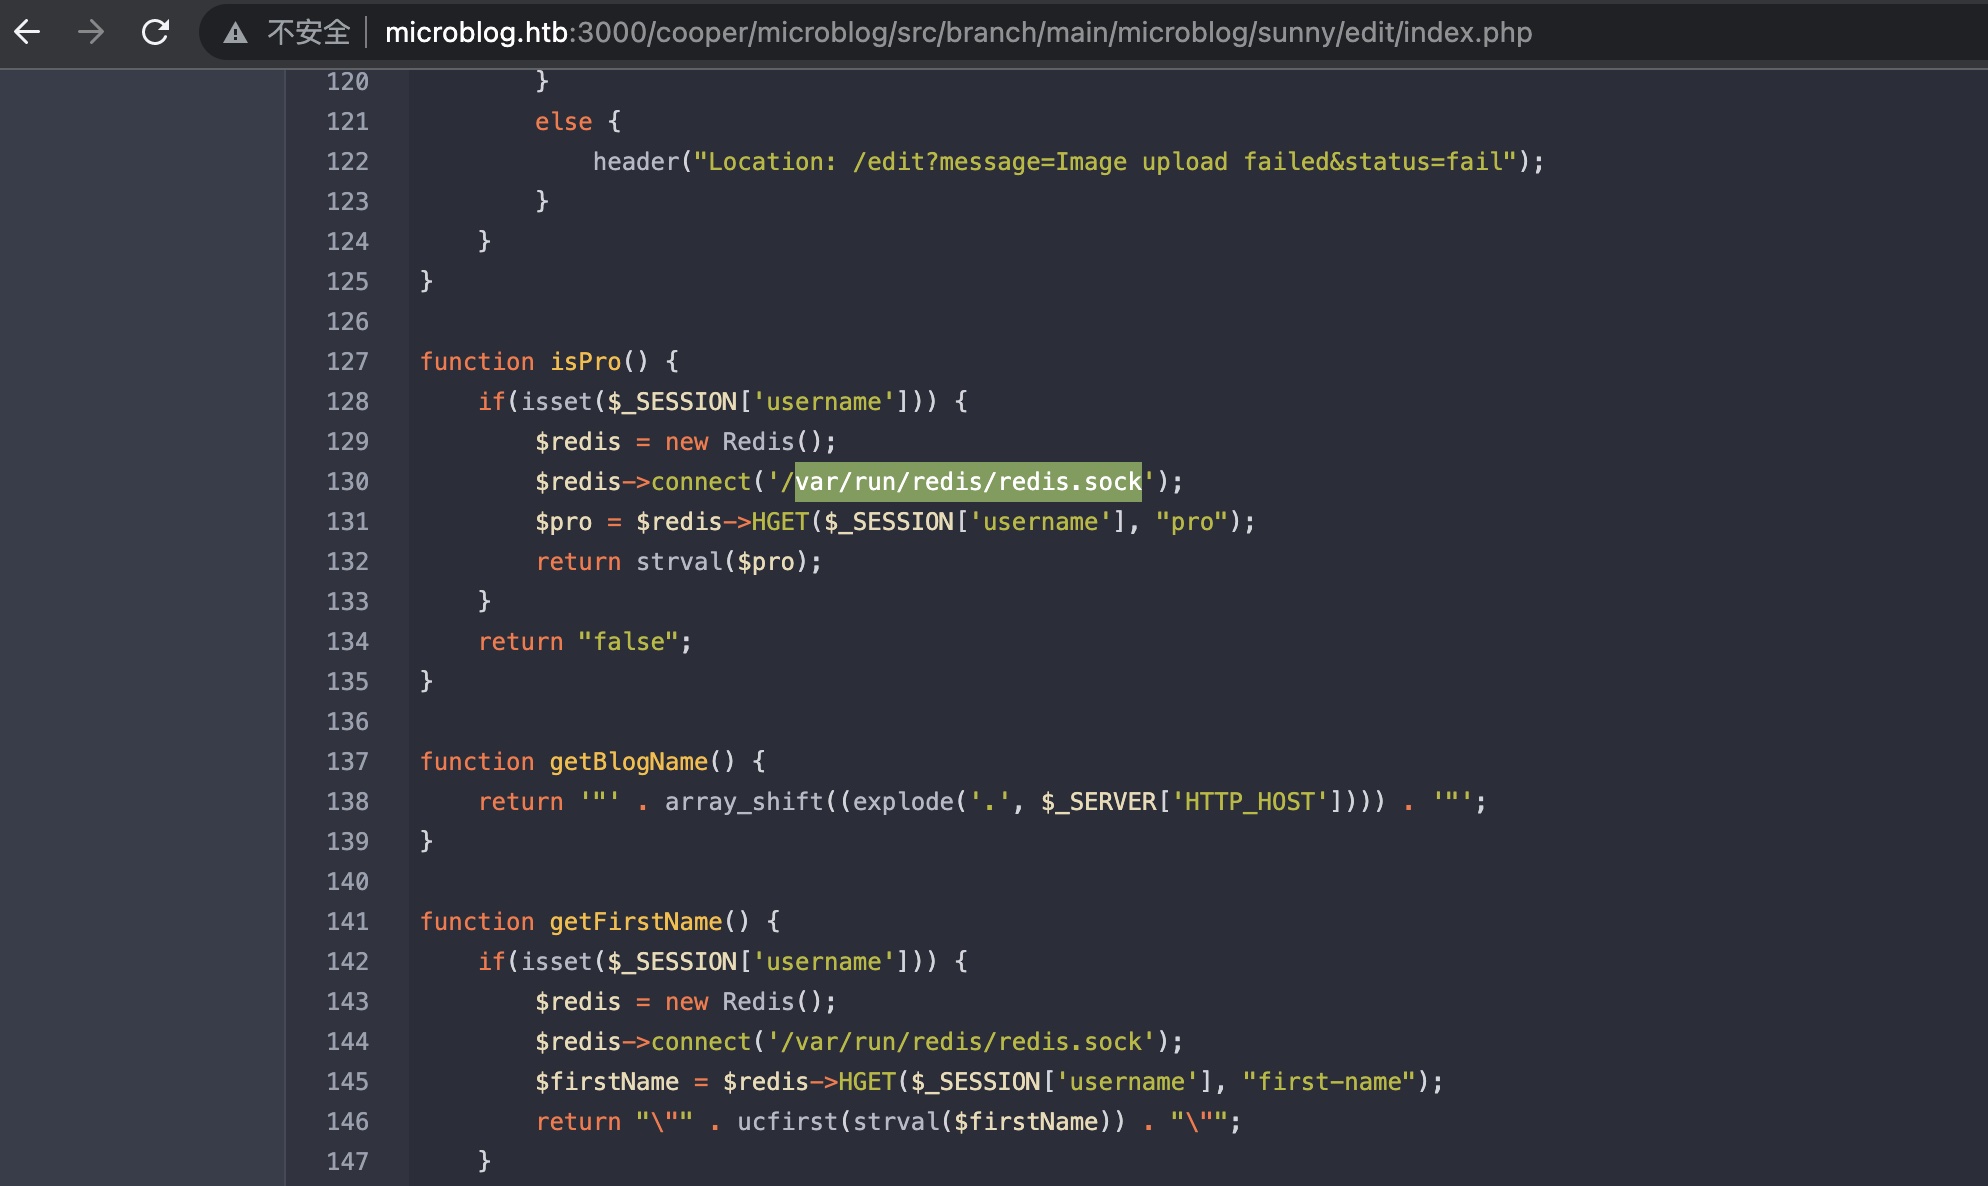 不安全 microblog.htb:3000/cooper/microblog/src/branch/main/microblog/sunny/edit/index.php
120         }
121         else {
122             header("Location: /edit?message=Image upload failed&status=fail");
123         }
124     }
125 }
126
127 function isPro() {
128     if(isset($_SESSION['username'])) {
129         $redis = new Redis();
130         $redis->connect('/var/run/redis/redis.sock');
131         $pro = $redis->HGET($_SESSION['username'], "pro");
132         return strval($pro);
133     }
134     return "false";
135 }
136
137 function getBlogName() {
138     return '"' . array_shift((explode('.', $_SERVER['HTTP_HOST']))) . '"';
139 }
140
141 function getFirstName() {
142     if(isset($_SESSION['username'])) {
143         $redis = new Redis();
144         $redis->connect('/var/run/redis/redis.sock');
145         $firstName = $redis->HGET($_SESSION['username'], "first-name");
146         return "\"" . ucfirst(strval($firstName)) . "\"";
147     }